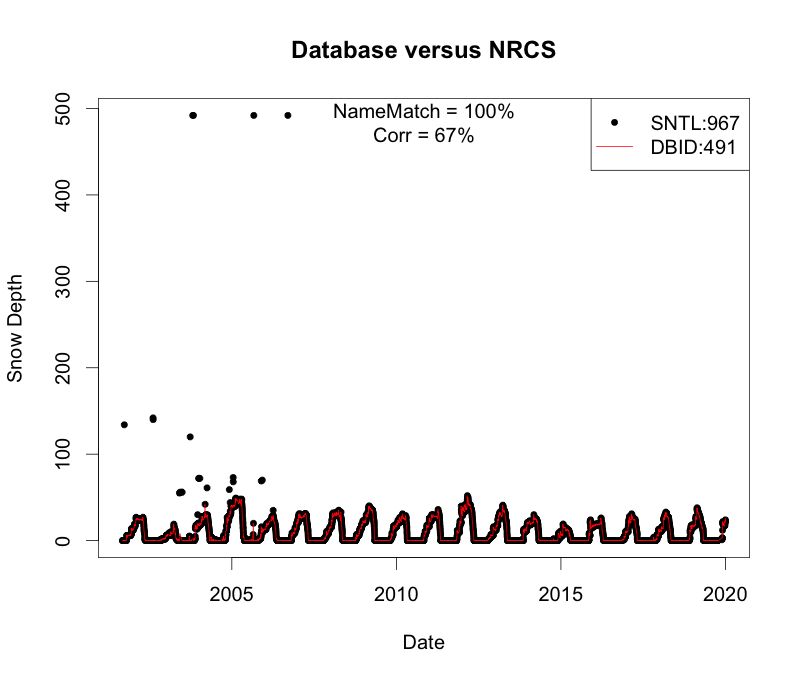 Database versus NRCS
NameMatch = 100%
Corr = 67%
SNTL:967
DBID:491
500
400
300
200
100
0
Snow Depth
2005
2010
2015
2020
Date